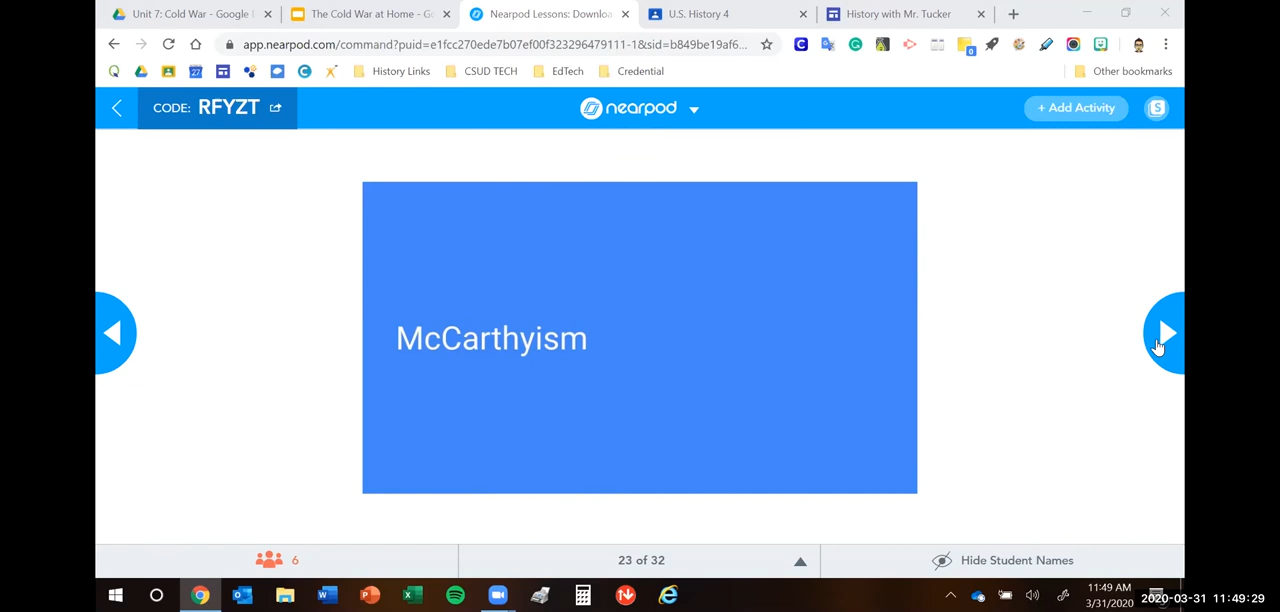 Unit 7: Cold War - Google
The Cold War at Home - Go
Nearpod Lessons: Downloa
U.S. History 4
History with Mr. Tucker
app.nearpod.com/command?puid=e1fcc270ede7b07ef00f323296479111-1&sid=b849be19af6...
0
27
History Links
CSUD TECH
EdTech
Credential
Other bookmarks
CODE: RFYZT
nearpod
+ Add Activity
S
McCarthyism
6
23 of 32
Hide Student Names
11:49 AM
3/31/2020
2020-03-31 11:49:29